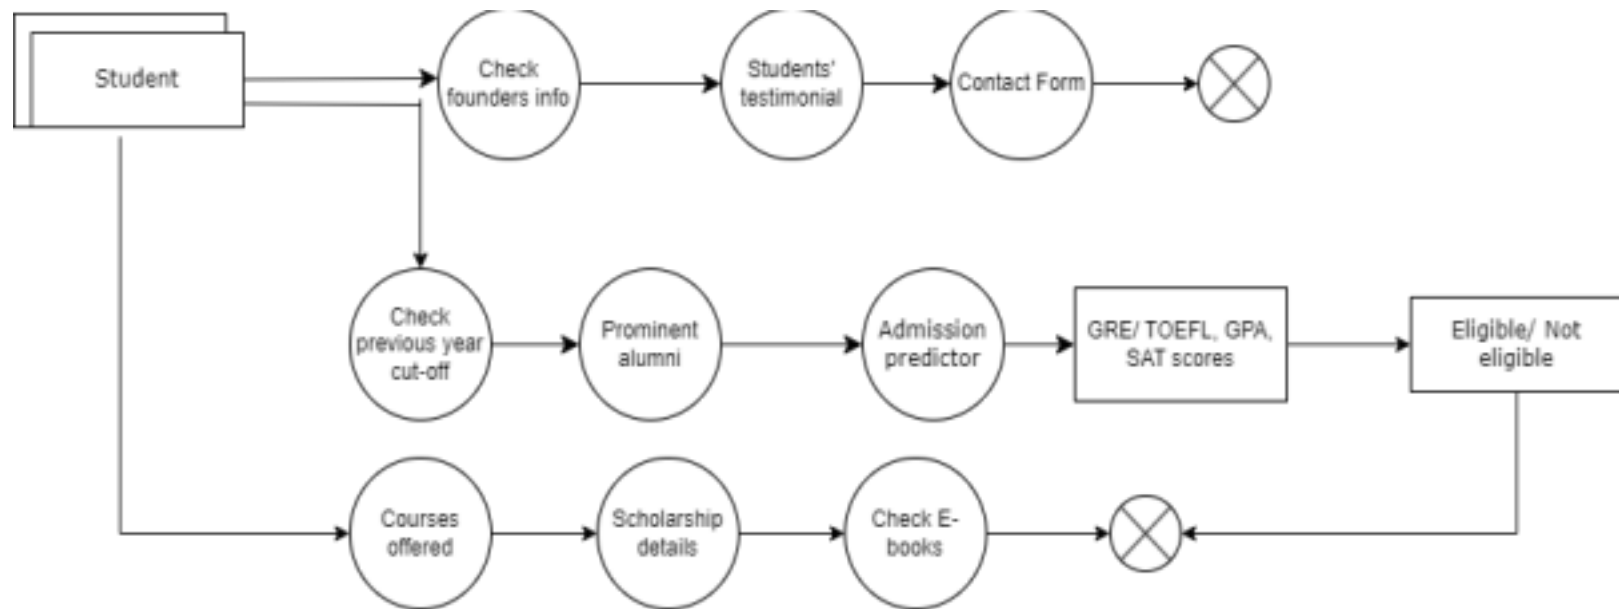 Student
Check
founders info
Students'
testimonial
Contact Form
Check
previous year
cut-off
Prominent
alumni
Admission
predictor
GRE/ TOEFL, GPA,
SAT scores
Eligible/ Not
eligible
Courses
offered
Scholarship
details
Check E-
books